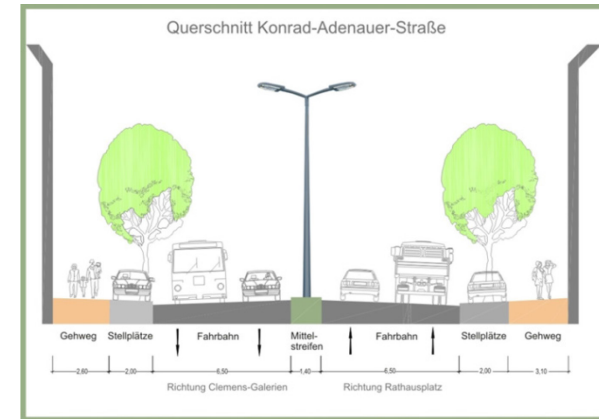 Querschnitt Konrad-Adenauer-Straße
Gehweg Stellplätze Fahrbahn Mittel-
streifen Fahrbahn Stellplätze Gehweg
2,60 2,00 6,50 1,40 6,50 2,00 3,10
Richtung Clemens-Galerien Richtung Rathausplatz